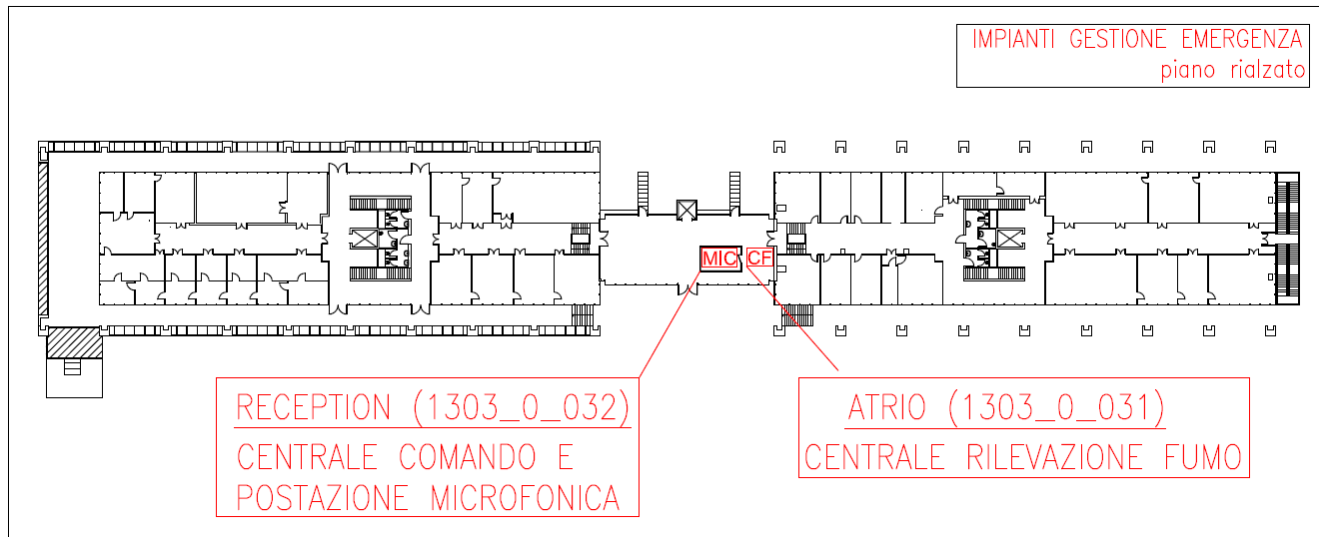 IMPIANTI GESTIONE EMERGENZA
piano rialzato
MIC
CF
RECEPTION (1303_0_032)
CENTRALE COMANDO E
POSTAZIONE MICROFONICA
ATRIO (1303_0_031)
CENTRALE RILEVAZIONE FUMO